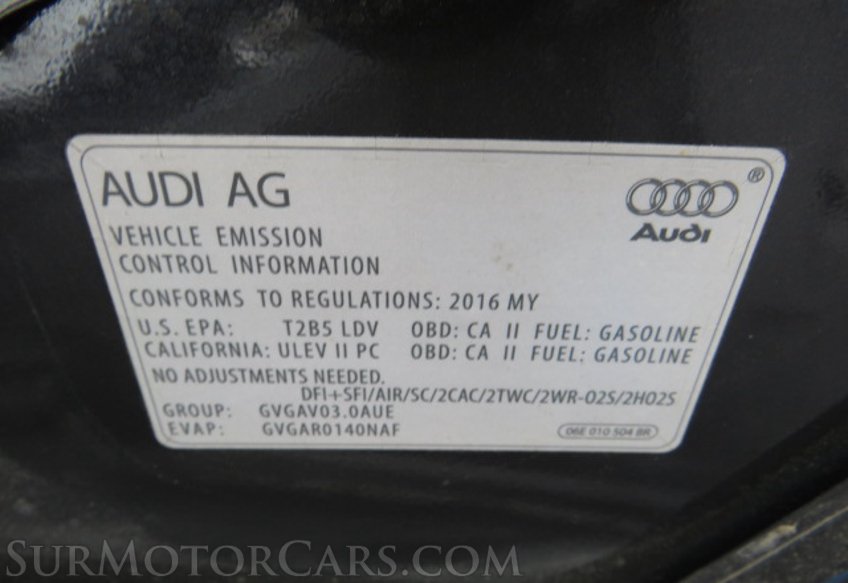 AUDI AG
®
Audi
VEHICLE EMISSION
CONTROL INFORMATION
CONFORMS TO REGULATIONS: 2016 MY
U.S. EPA: T2B5 LDV OBD: CA II FUEL: GASOLINE
CALIFORNIA: ULEV II PC OBD: CA II FUEL: GASOLINE
NO ADJUSTMENTS NEEDED.
DFI+SFI/AIR/SC/2CAC/2TWC/2WR-O2S/2HO2S
GROUP: GVGAV03.0AUE
EVAP: GVGAR0140NAF
06E 010 504 BR
SURMOTORCARS.COM